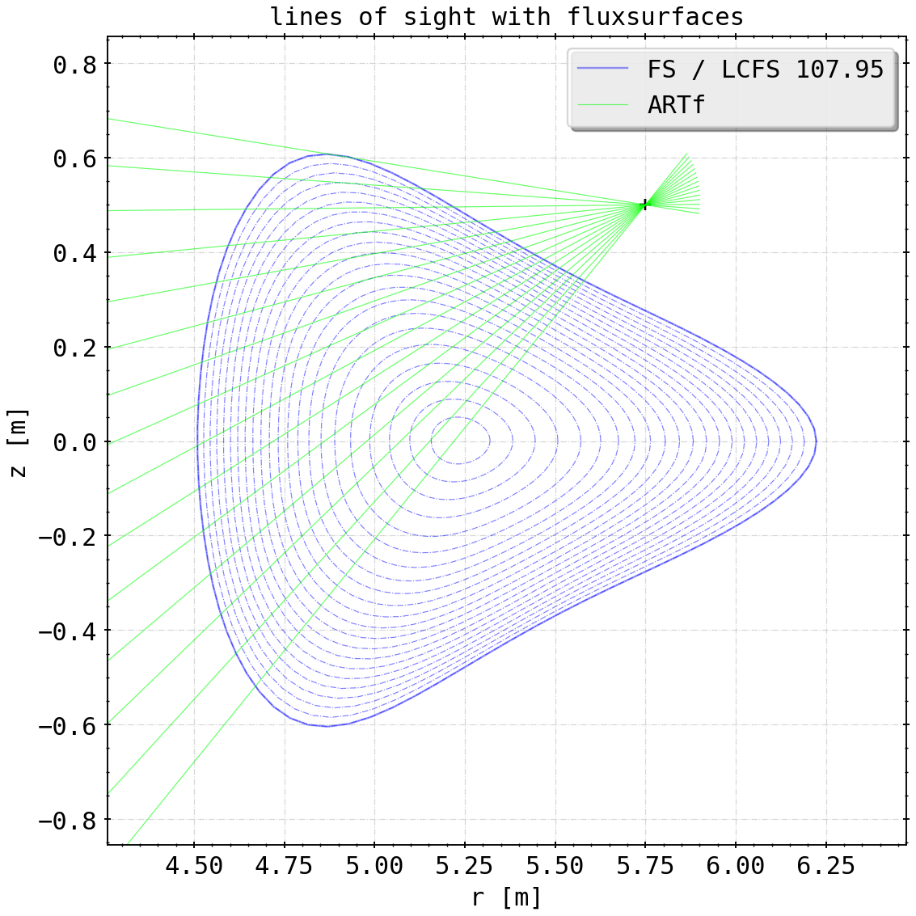 lines of sight with fluxsurfaces
FS / LCFS 107.95
ARTf
0.8
0.6
0.4
0.2
0.0
−0.2
−0.4
−0.6
−0.8
z [m]
4.50 4.75 5.00 5.25 5.50 5.75 6.00 6.25
r [m]